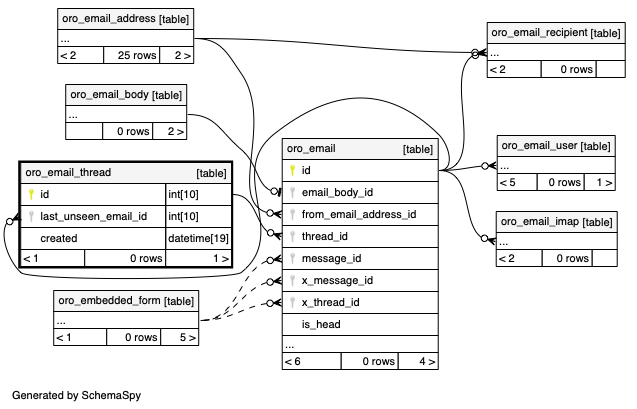 oro_email_address [table]
...
< 2 25 rows 2 >
oro_email_recipient [table]
...
< 2 0 rows
oro_email_body [table]
...
0 rows 2 >
oro_email [table]
id
email_body_id
from_email_address_id
thread_id
message_id
x_message_id
x_thread_id
is_head
...
< 6 0 rows 4 >
oro_email_user [table]
...
< 5 0 rows 1 >
oro_email_thread [table]
id int[10]
last_unseen_email_id int[10]
created datetime[19]
< 1 0 rows 1 >
oro_email_imap [table]
...
< 2 0 rows
oro_embedded_form [table]
...
< 1 0 rows 5 >
Generated by SchemaSpy